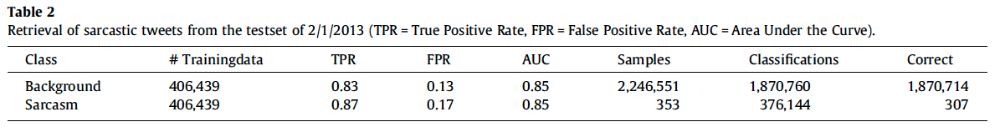 Table 2
Retrieval of sarcastic tweets from the testset of 2/1/2013 (TPR = True Positive Rate, FPR = False Positive Rate, AUC = Area Under the Curve).
Class # Trainingdata TPR FPR AUC Samples Classifications Correct
Background 406,439 0.83 0.13 0.85 2,246,551 1,870,760 1,870,714
Sarcasm 406,439 0.87 0.17 0.85 353 376,144 307